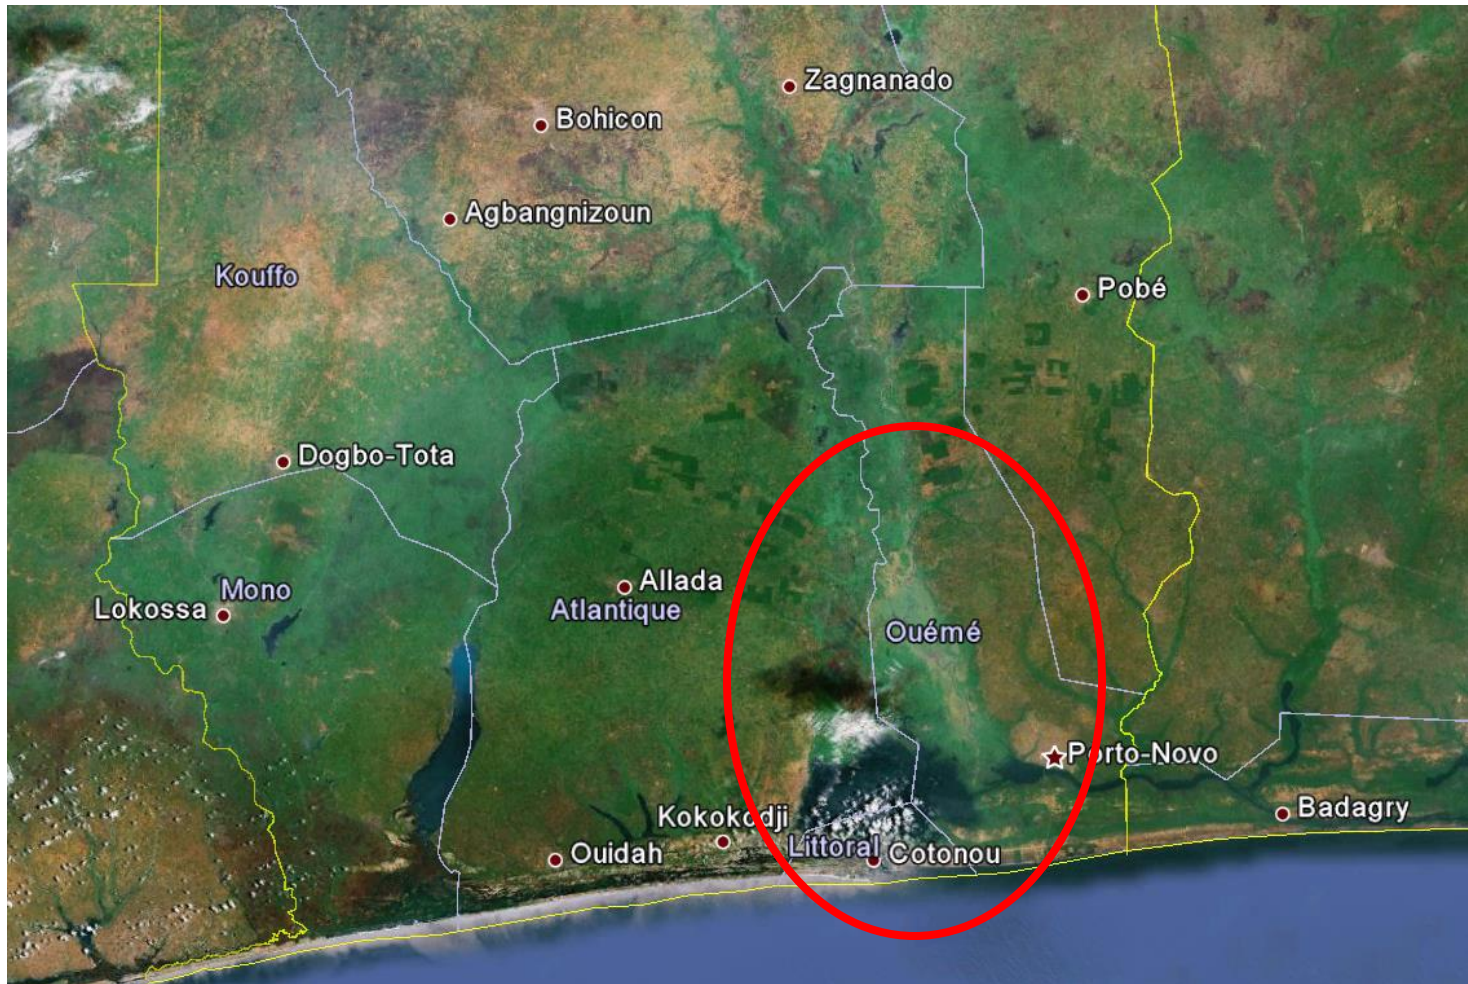 Zagnanado
Bohicon
Agbangnizoun
Kouffo
Pobé
Dogbo-Tota
Allada
Mono
Lokossa
Atlantique
Ouémé
Porto-Novo
Badagry
Kokokodji
Littoral
Ouidah
Cotonou